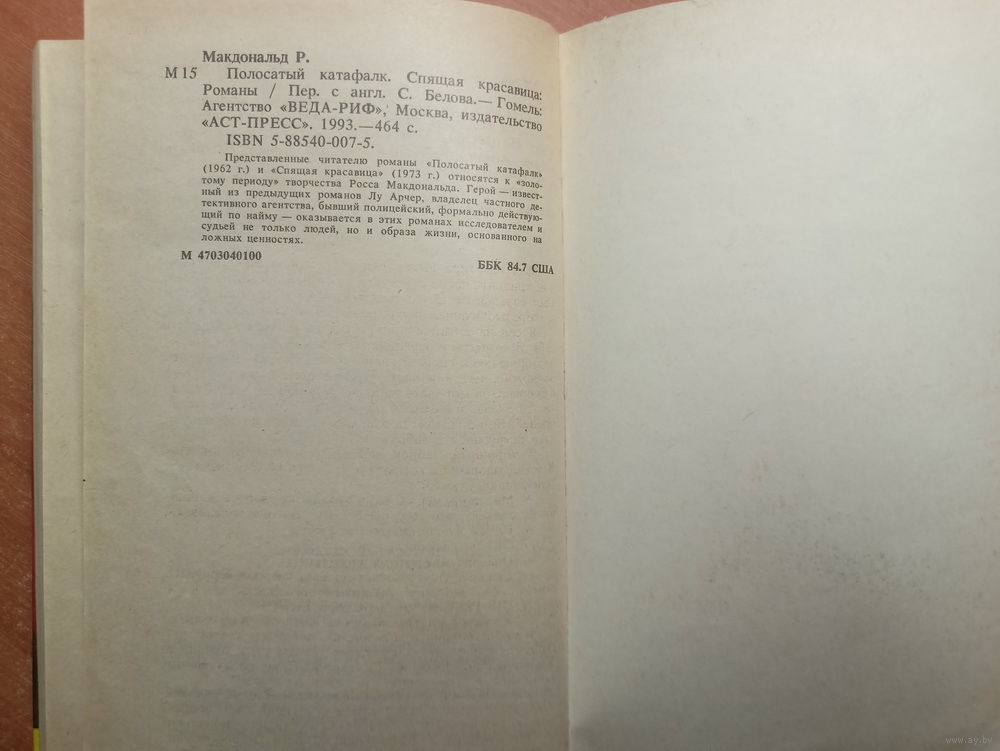 Макдональд Р.
М 15 Полосатый катафалк. Спящая красавица:
Романы / Пер. с англ. С. Белова.— Гомель:
Агентство «ВЕДА-РИФ», Москва, издательство
«АСТ-ПРЕСС». 1993.—464 с.
ISBN 5-88540-007-5.
Представленные читателю романы «Полосатый катафалк»
(1962 г.) и «Спящая красавица» (1973 г.) относятся к «золо-
тому периоду» творчества Росса Макдональда. Герой — извест-
ный из предыдущих романов Лу Арчер, владелец частного де-
тективного агентства, бывший полицейский, формально действую-
щий по найму — оказывается в этих романах исследователем и
судьей не только людей, но и образа жизни, основанного на
ложных ценностях.
М 4703040100
ББК 84.7 США
www.ay.by